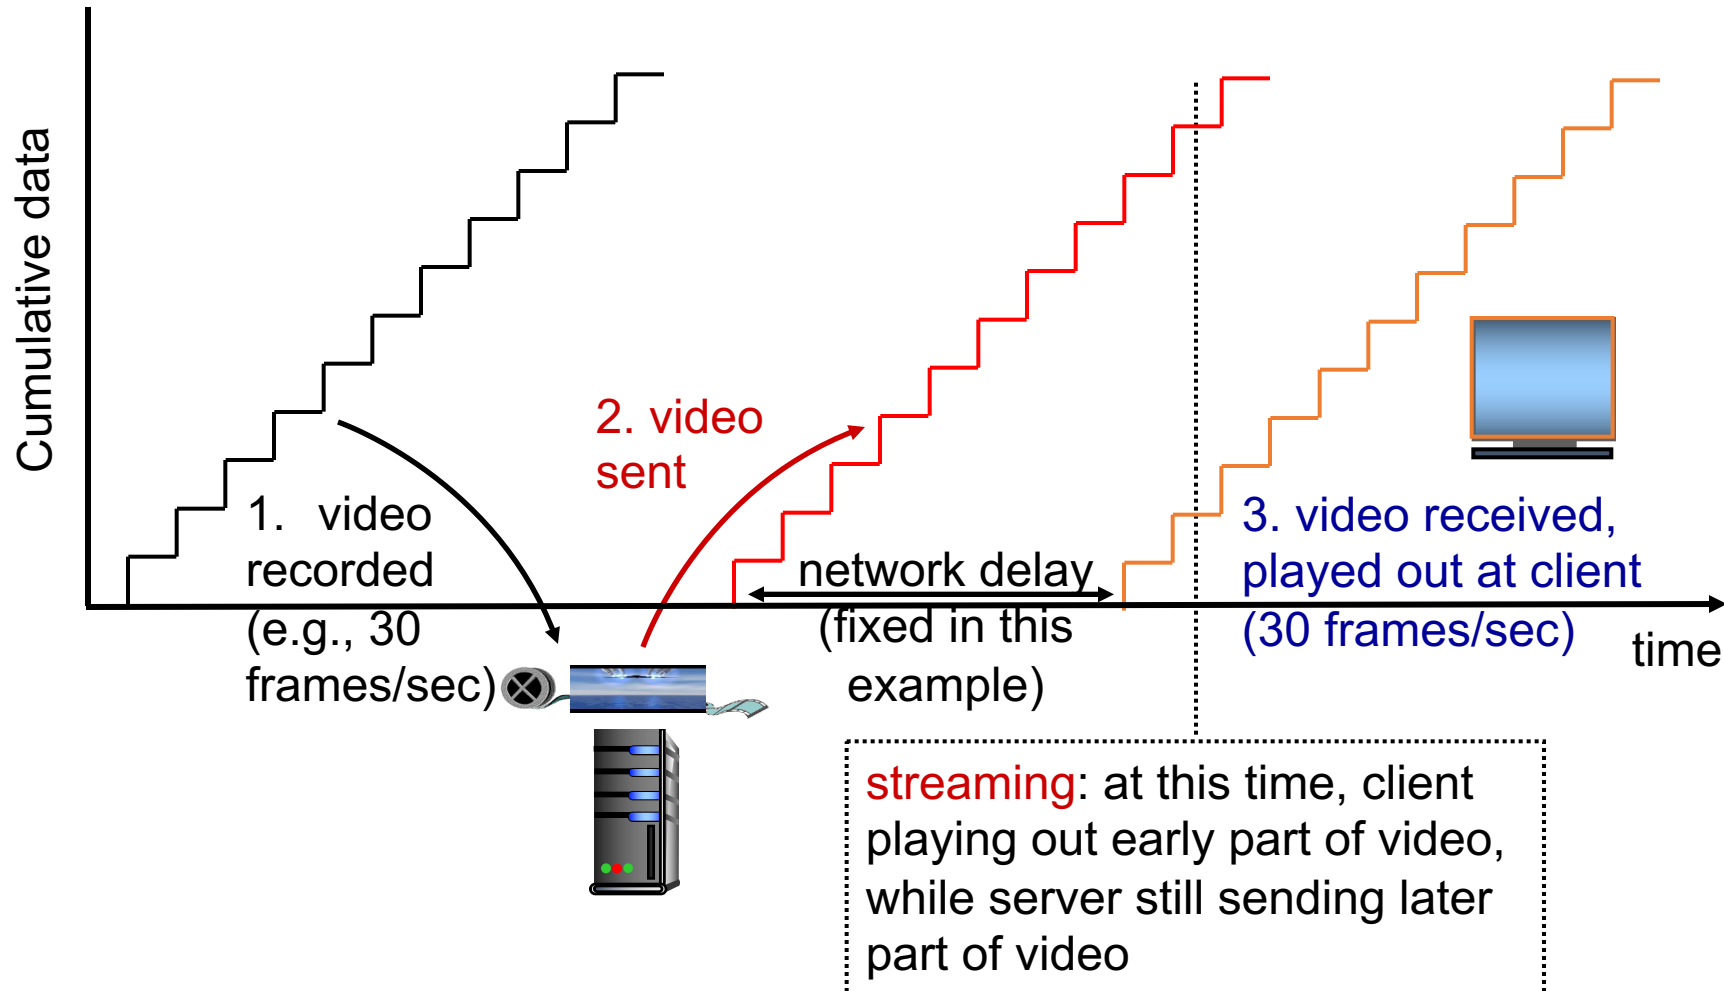 Cumulative data
1. video
recorded
(e.g., 30
frames/sec)
2. video
sent
network delay
(fixed in this
example)
3. video received,
played out at client
(30 frames/sec)
time
streaming: at this time, client
playing out early part of video,
while server still sending later
part of video